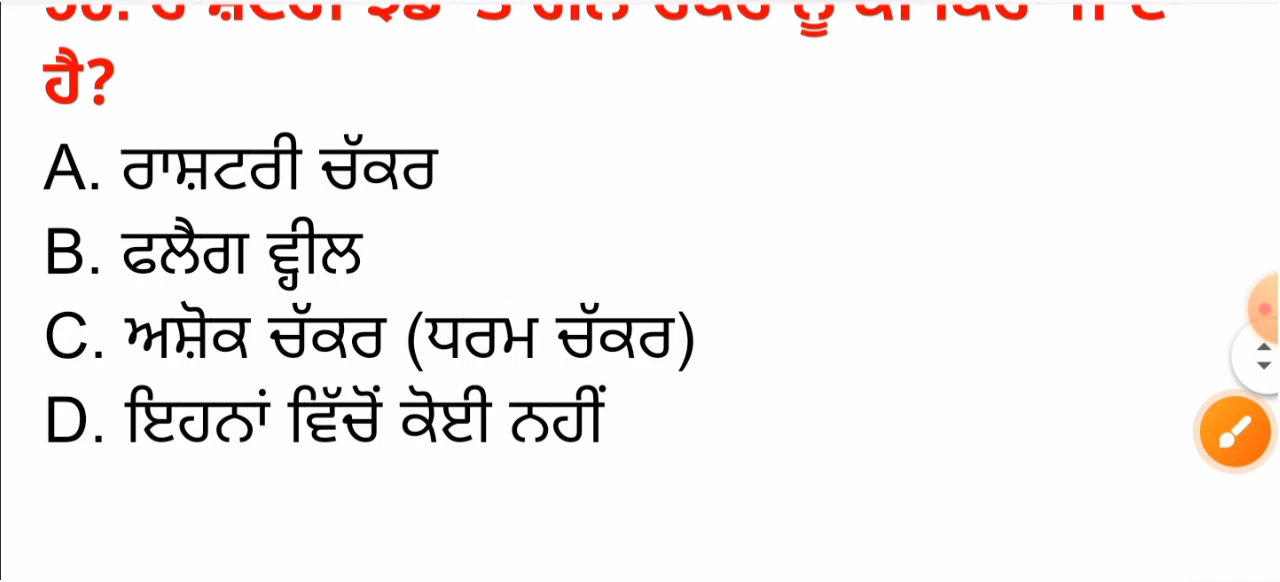 ਹੈ?
A. ਰਾਸ਼ਟਰੀ ਚੱਕਰ
B. ਫਲੈਗ ਵ੍ਹੀਲ
C. ਅਸ਼ੋਕ ਚੱਕਰ (ਧਰਮ ਚੱਕਰ)
D. ਇਹਨਾਂ ਵਿੱਚੋਂ ਕੋਈ ਨਹੀਂ